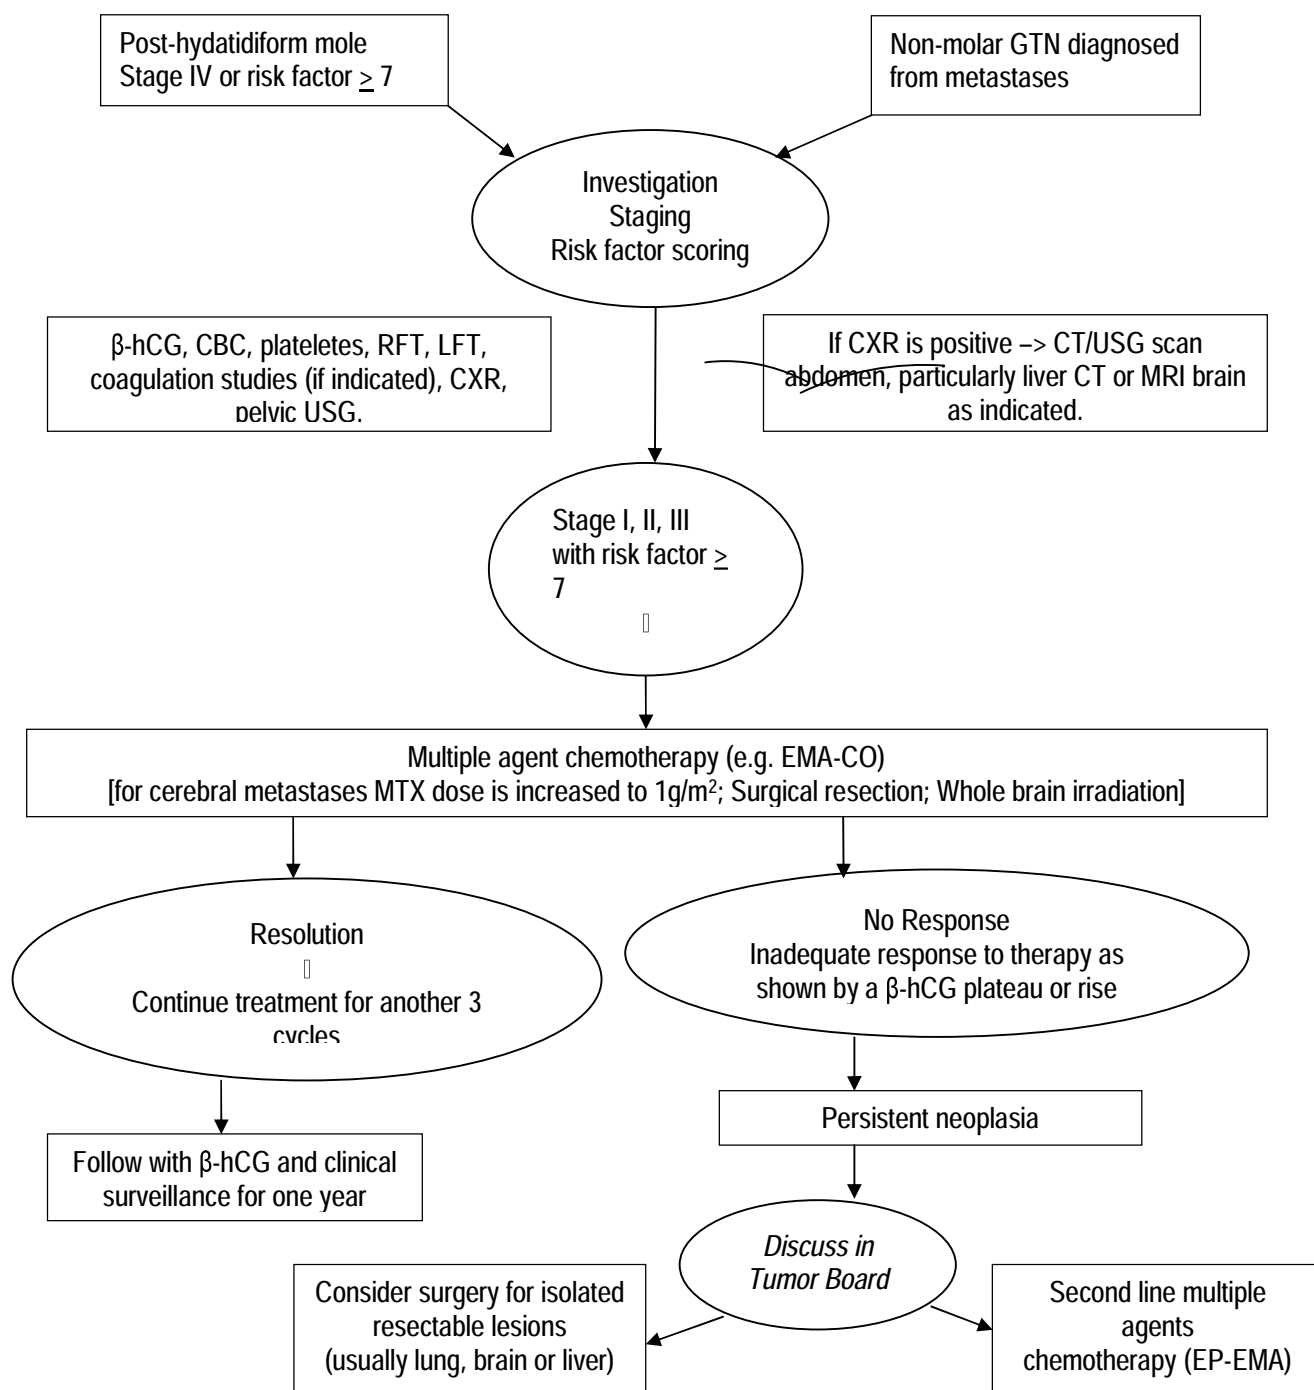 Post-hydatidiform mole
Stage IV or risk factor ≥ 7
Non-molar GTN diagnosed
from metastases
Investigation
Staging
Risk factor scoring
β-hCG, CBC, plateletes, RFT, LFT,
coagulation studies (if indicated), CXR,
pelvic USG.
If CXR is positive –> CT/USG scan
abdomen, particularly liver CT or MRI brain
as indicated.
Stage I, II, III
with risk factor ≥
7
Multiple agent chemotherapy (e.g. EMA-CO)
[for cerebral metastases MTX dose is increased to 1g/m²; Surgical resection; Whole brain irradiation]
Resolution
Continue treatment for another 3
cycles
No Response
Inadequate response to therapy as
shown by a β-hCG plateau or rise
Follow with β-hCG and clinical
surveillance for one year
Persistent neoplasia
Discuss in
Tumor Board
Consider surgery for isolated
resectable lesions
(usually lung, brain or liver)
Second line multiple
agents
chemotherapy (EP-EMA)